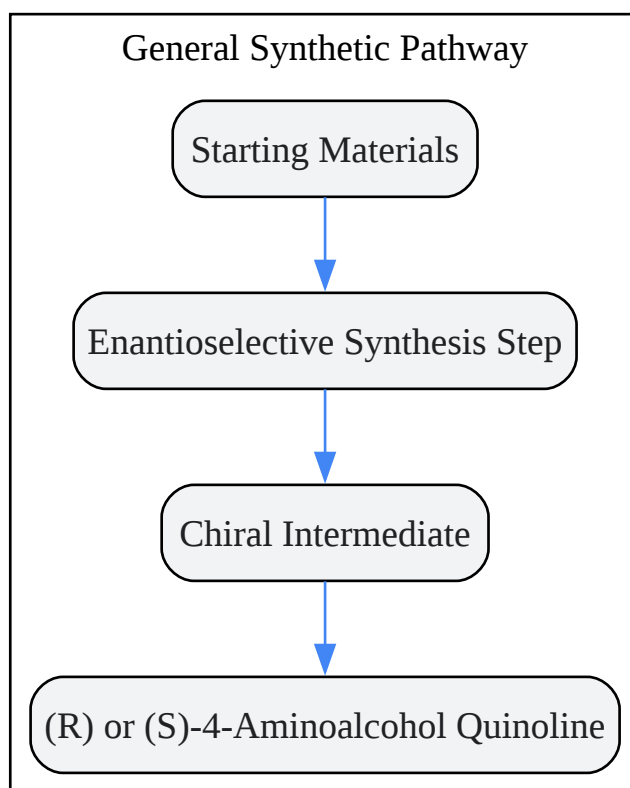 General Synthetic Pathway
Starting Materials
Enantioselective Synthesis Step
Chiral Intermediate
(R) or (S)-4-Aminoalcohol Quinoline